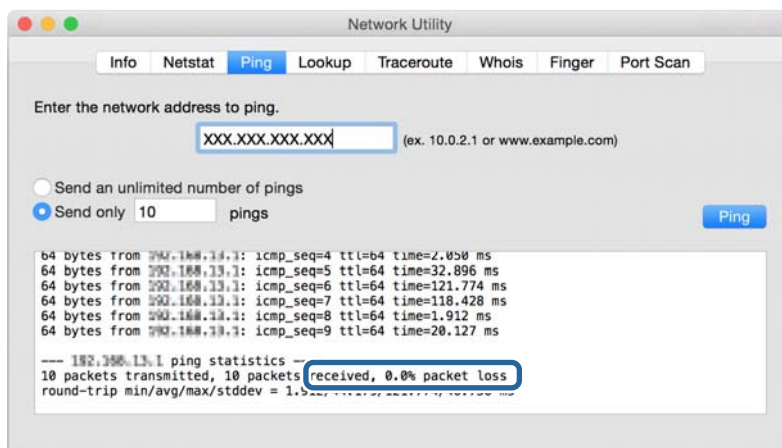 Network Utility
Info Netstat Ping Lookup Traceroute Whois Finger Port Scan
Enter the network address to ping.
XXX.XXX.XXX.XXX (ex. 10.0.2.1 or www.example.com)
Send an unlimited number of pings
Send only 10 pings
Ping
64 bytes from : icmp_seq=4 ttl=64 time=2.050 ms
64 bytes from : icmp_seq=5 ttl=64 time=32.896 ms
64 bytes from : icmp_seq=6 ttl=64 time=121.774 ms
64 bytes from : icmp_seq=7 ttl=64 time=118.428 ms
64 bytes from : icmp_seq=8 ttl=64 time=1.912 ms
64 bytes from : icmp_seq=9 ttl=64 time=20.127 ms
--- ping statistics ---
10 packets transmitted, 10 packets received, 0.0% packet loss
round-trip min/avg/max/stddev = ms